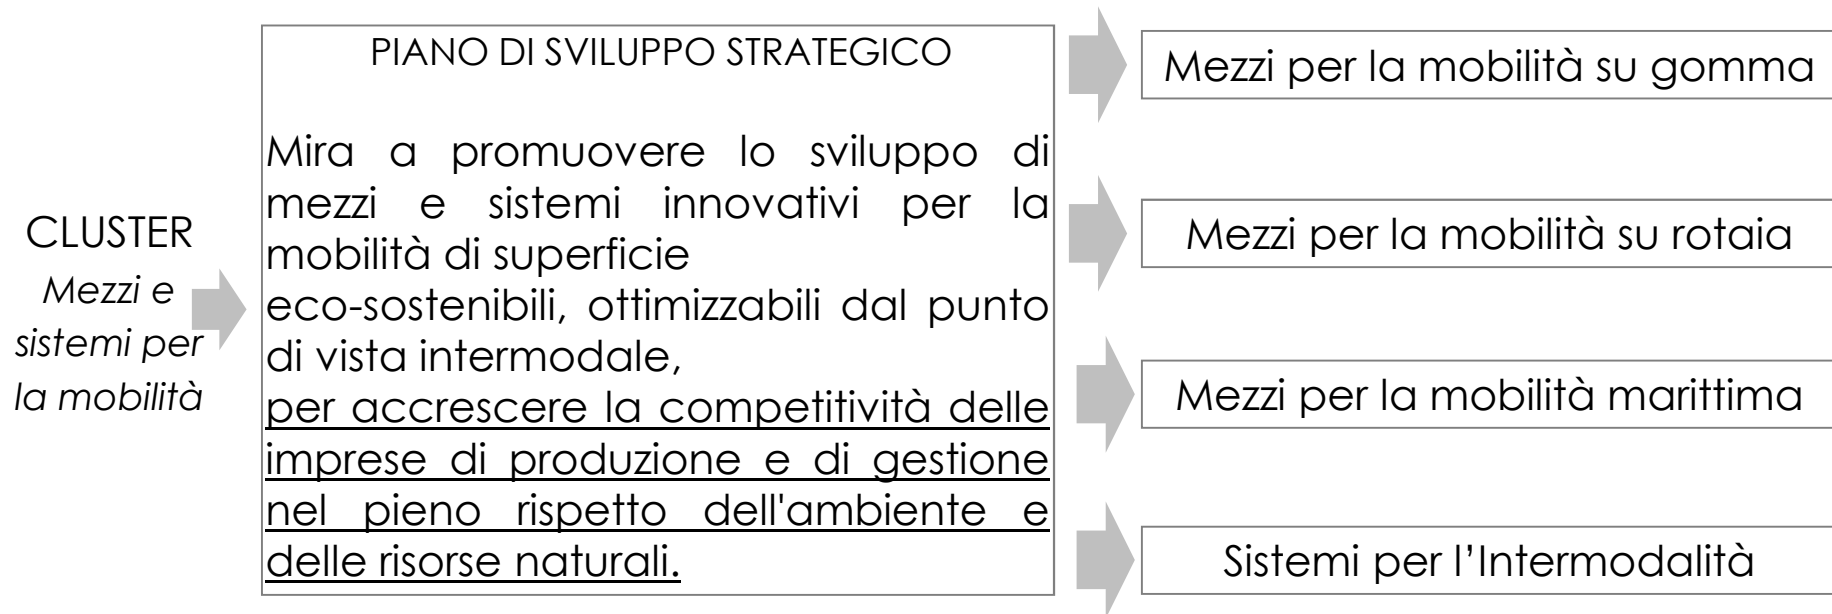 CLUSTER
Mezzi e
sistemi per
la mobilità
PIANO DI SVILUPPO STRATEGICO
Mira a promuovere lo sviluppo di
mezzi e sistemi innovativi per la
mobilità di superficie
eco-sostenibili, ottimizzabili dal punto
di vista intermodale,
per accrescere la competitività delle
imprese di produzione e di gestione
nel pieno rispetto dell'ambiente e
delle risorse naturali.
Mezzi per la mobilità su gomma
Mezzi per la mobilità su rotaia
Mezzi per la mobilità marittima
Sistemi per l’Intermodalità